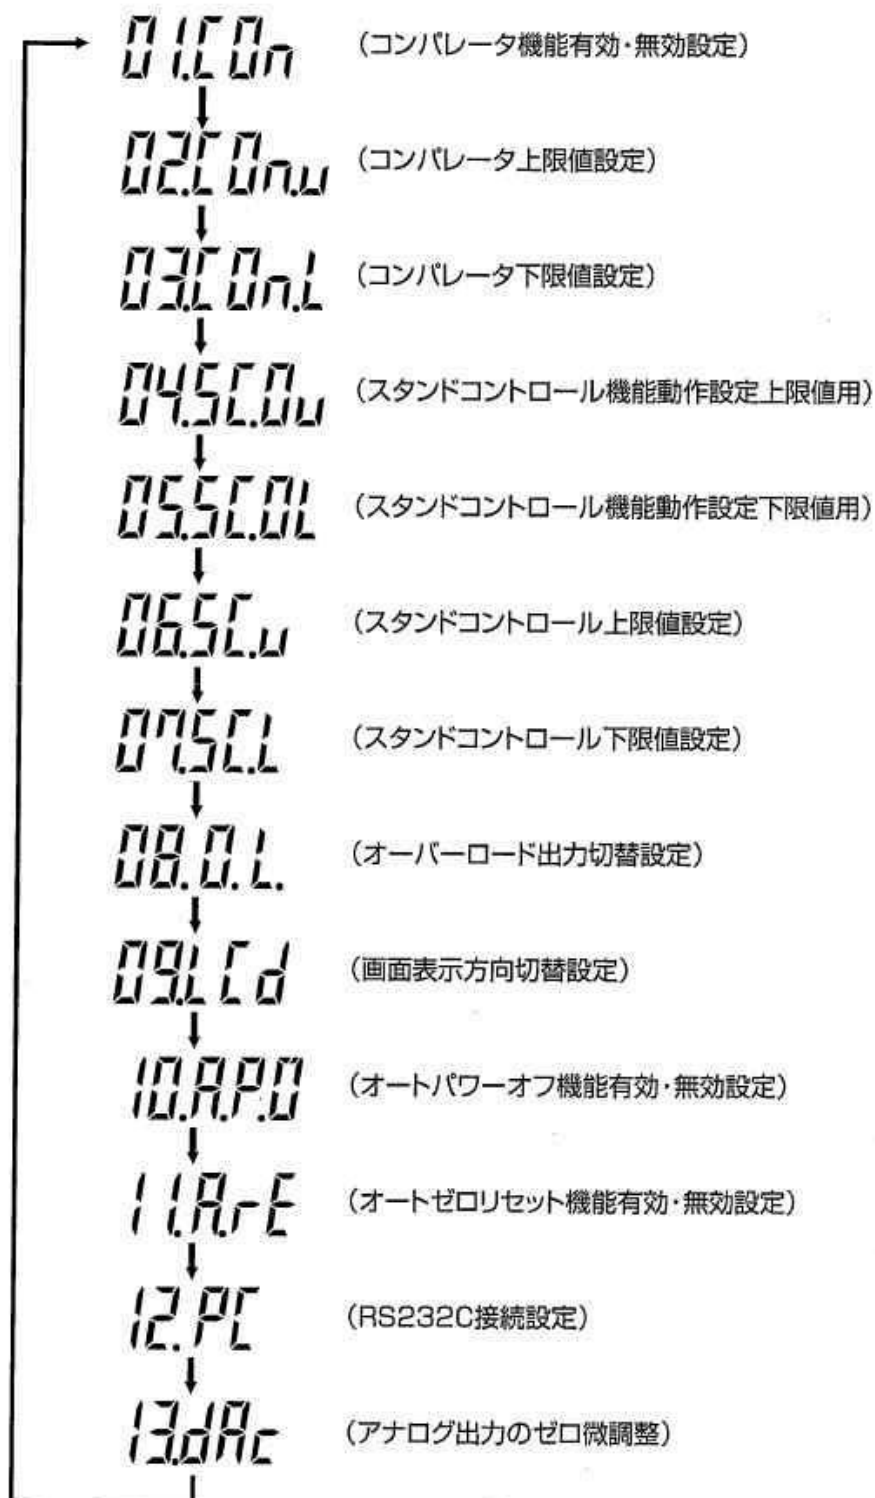 01.COn (コンパレータ機能有効・無効設定)
02.COn.u (コンパレータ上限値設定)
03.COn.L (コンパレータ下限値設定)
04.SC.Ou (スタンドコントロール機能動作設定上限値用)
05.SC.OL (スタンドコントロール機能動作設定下限値用)
06.SC.u (スタンドコントロール上限値設定)
07.SC.L (スタンドコントロール下限値設定)
08.O.L. (オーバーロード出力切替設定)
09.LCd (画面表示方向切替設定)
10.A.P.O (オートパワーオフ機能有効・無効設定)
11.A.rE (オートゼロリセット機能有効・無効設定)
12.PC (RS232C接続設定)
13.dAc (アナログ出力のゼロ微調整)